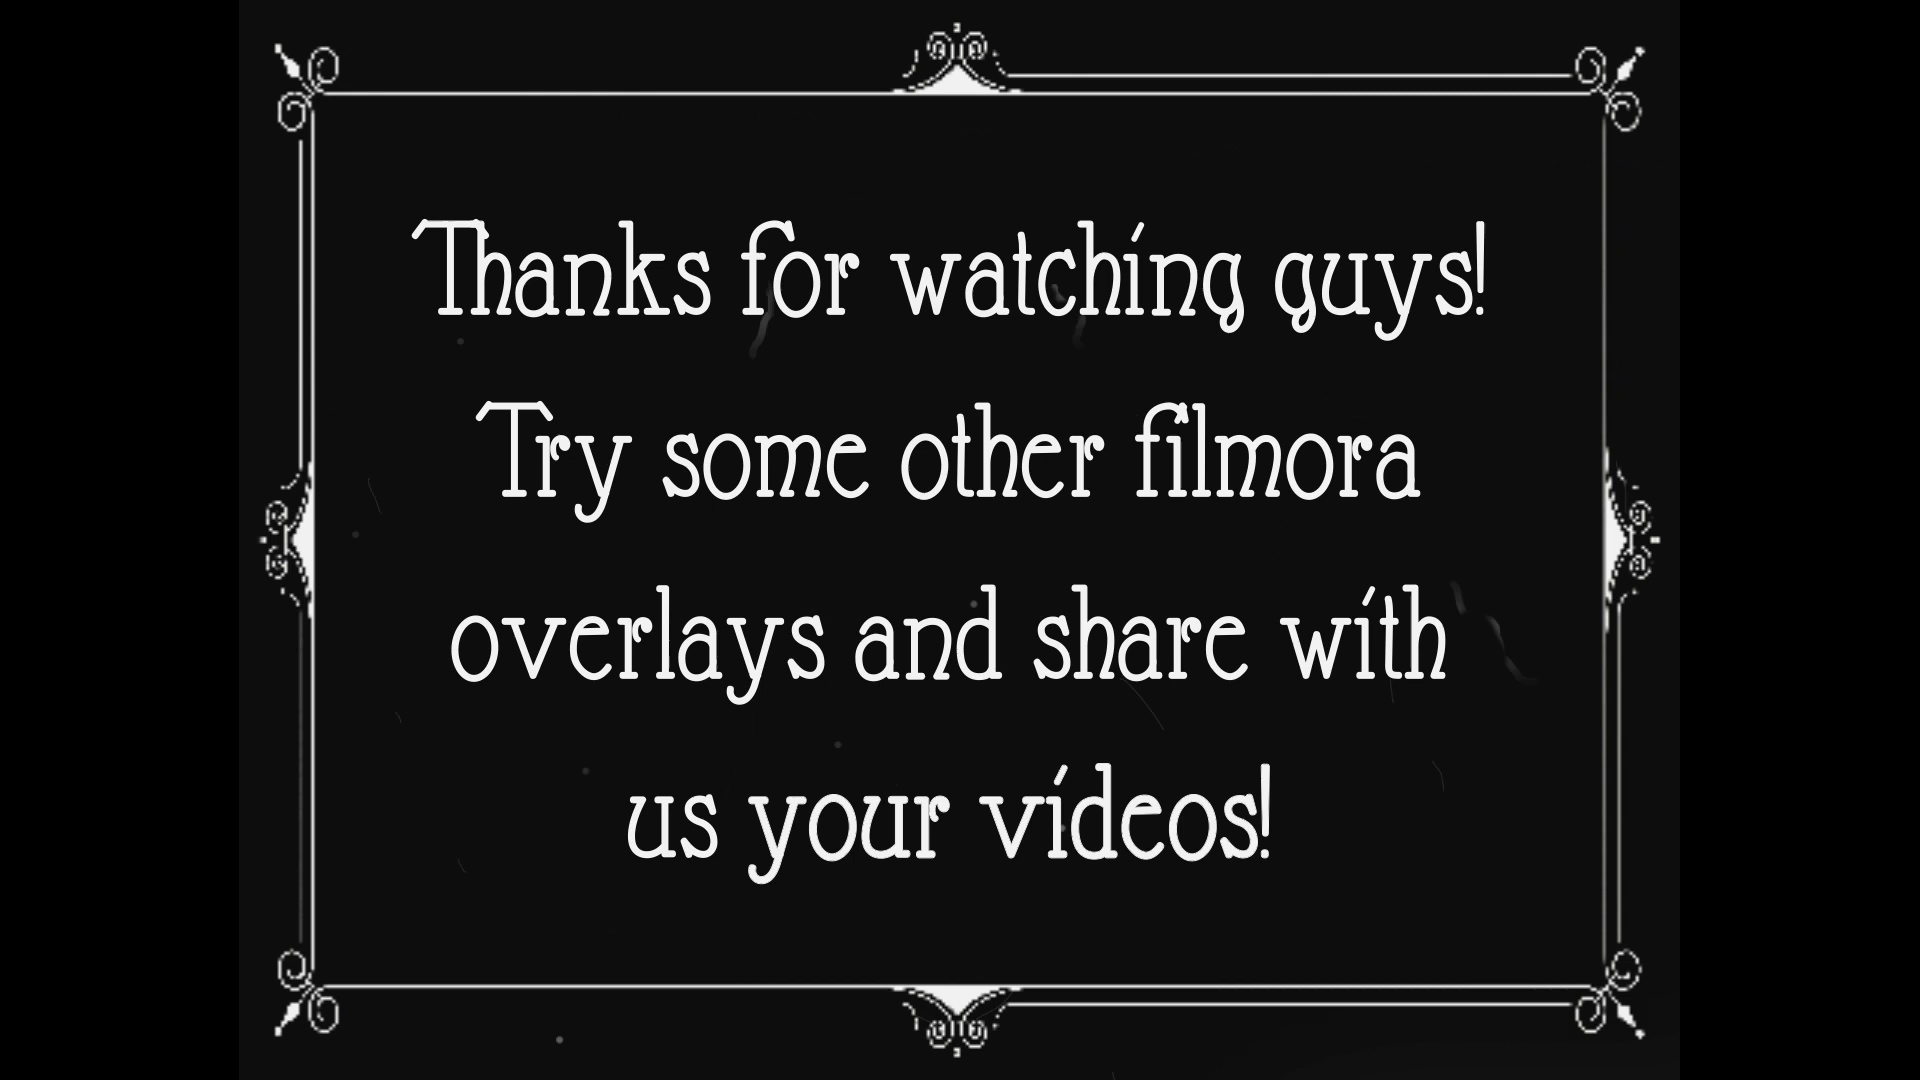 Thanks for watching guys!
Try some other filmora
overlays and share with
us your videos!